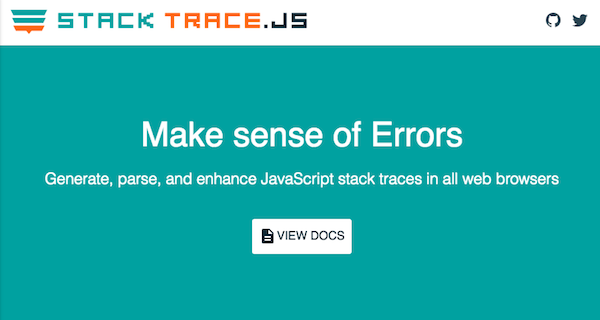 STACK TRACE.JS
Make sense of Errors
Generate, parse, and enhance JavaScript stack traces in all web browsers
VIEW DOCS